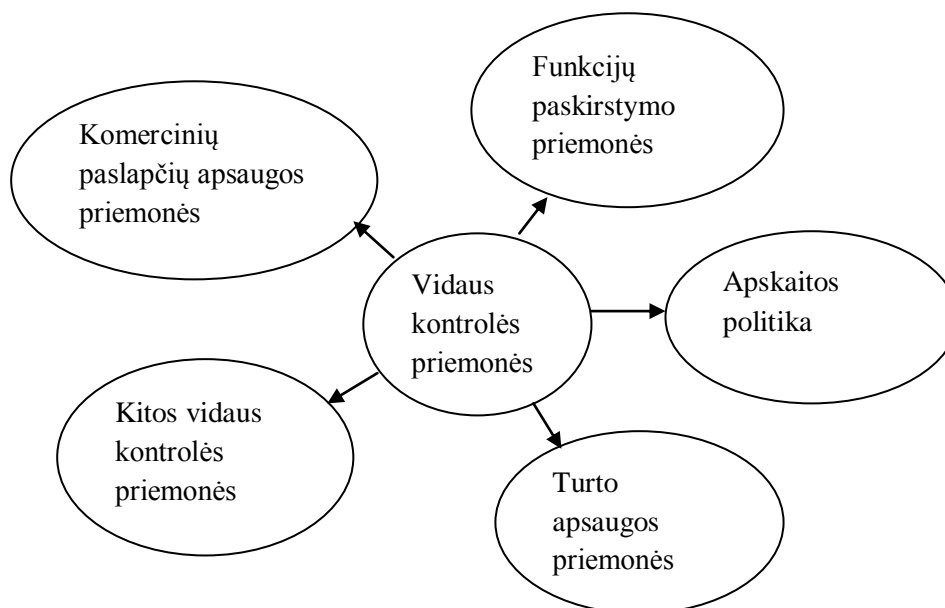 Funkcijų
paskirstymo
priemonės
Komercinių
paslapčių apsaugos
priemonės
Vidaus
kontrolės
priemonės
Apskaitos
politika
Kitos vidaus
kontrolės
priemonės
Turto
apsaugos
priemonės